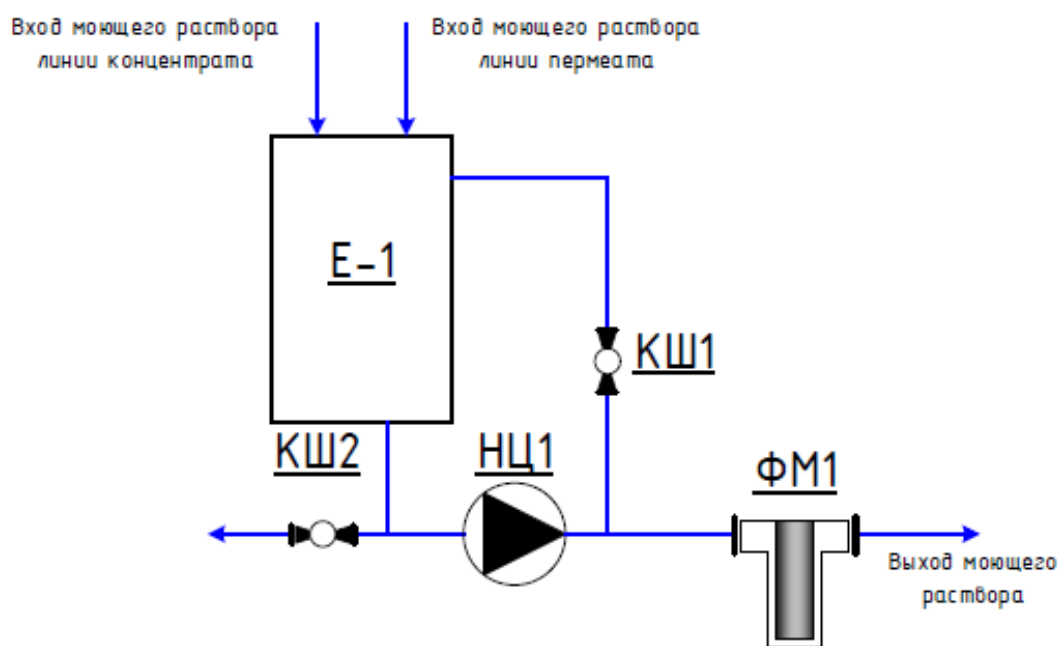 Вход моющего раствора
линии концентрата
Вход моющего раствора
линии пермеата
Е-1
КШ1
КШ2
НЦ1
ФМ1
Выход моющего
раствора